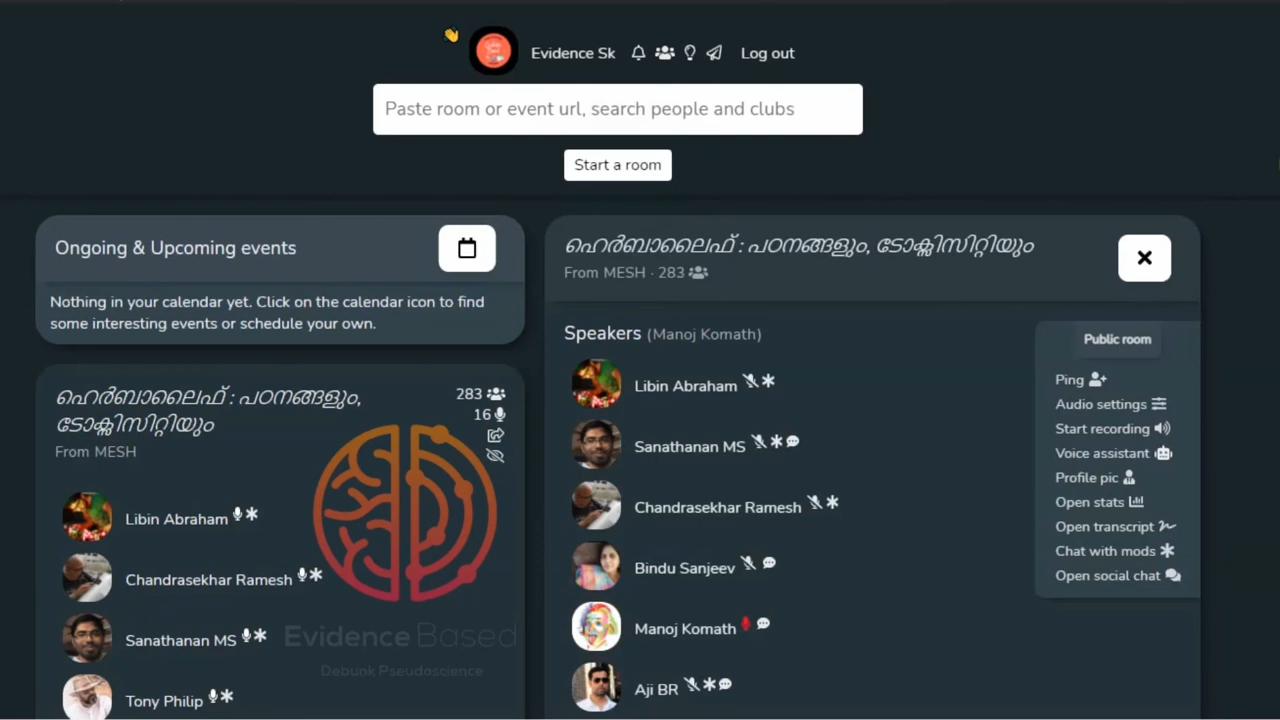 Evidence Sk
Log out
Paste room or event url, search people and clubs
Start a room
Ongoing & Upcoming events
Nothing in your calendar yet. Click on the calendar icon to find
some interesting events or schedule your own.
ഹെർബാലൈഫ് : പഠനങ്ങളും,
ടോക്സിസിറ്റിയും
From MESH
283
16
Libin Abraham
Chandrasekhar Ramesh
Sanathanan MS
Tony Philip
Evidence Based
Debunk Pseudoscience
ഹെർബാലൈഫ് : പഠനങ്ങളും, ടോക്സിസിറ്റിയും
From MESH · 283
Speakers (Manoj Komath)
Libin Abraham
Sanathanan MS
Chandrasekhar Ramesh
Bindu Sanjeev
Manoj Komath
Aji BR
Public room
Ping
Audio settings
Start recording
Voice assistant
Profile pic
Open stats
Open transcript
Chat with mods
Open social chat